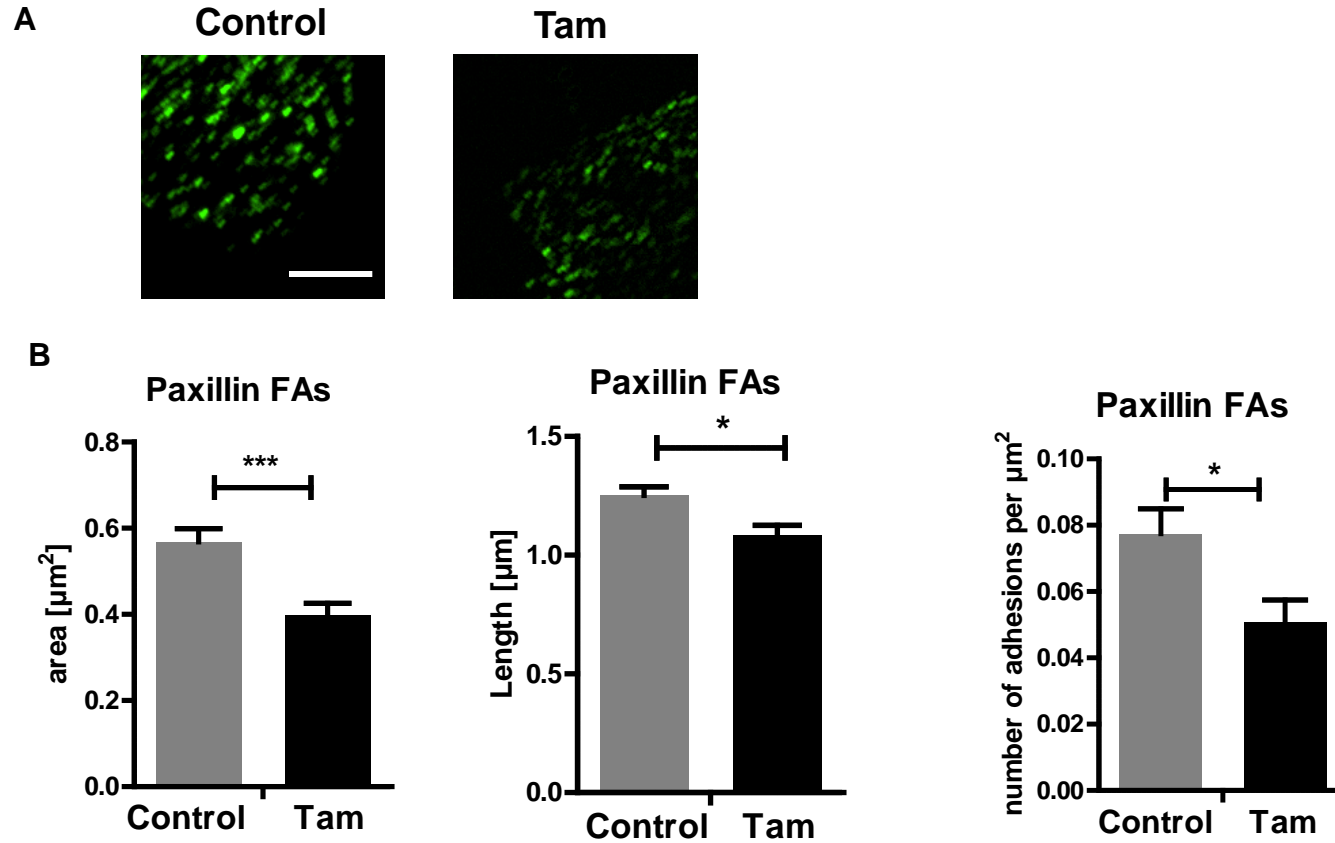 A
Control
Tam
B
Paxillin FAs
***
area [µm²]
0.8
0.6
0.4
0.2
0.0
Control Tam
Paxillin FAs
*
Length [µm]
1.5
1.0
0.5
0.0
Control Tam
Paxillin FAs
*
number of adhesions per µm²
0.10
0.08
0.06
0.04
0.02
0.00
Control Tam